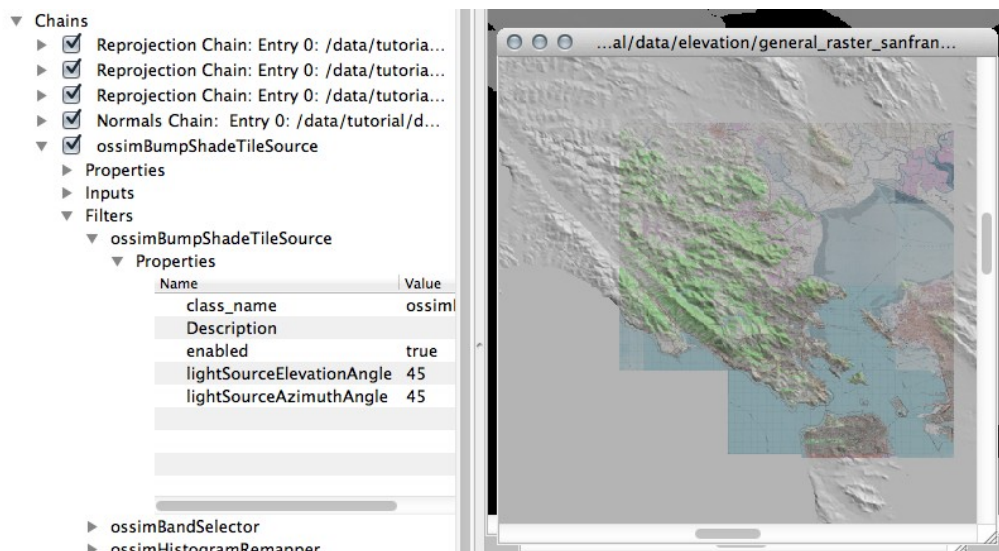 Chains
Reprojection Chain: Entry 0: /data/tutoria...
Reprojection Chain: Entry 0: /data/tutoria...
Reprojection Chain: Entry 0: /data/tutoria...
Normals Chain: Entry 0: /data/tutorial/d...
ossimBumpShadeTileSource
Properties
Inputs
Filters
ossimBumpShadeTileSource
Properties
Name Value
class_name ossimI
Description
enabled true
lightSourceElevationAngle 45
lightSourceAzimuthAngle 45
ossimBandSelector
ossimHistogramRemapper
...al/data/elevation/general_raster_sanfran...